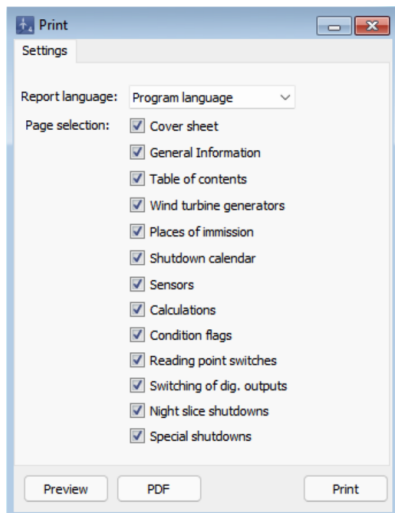 Print
Settings
Report language: Program language
Page selection: Cover sheet
General Information
Table of contents
Wind turbine generators
Places of immission
Shutdown calendar
Sensors
Calculations
Condition flags
Reading point switches
Switching of dig. outputs
Night slice shutdowns
Special shutdowns
Preview PDF Print